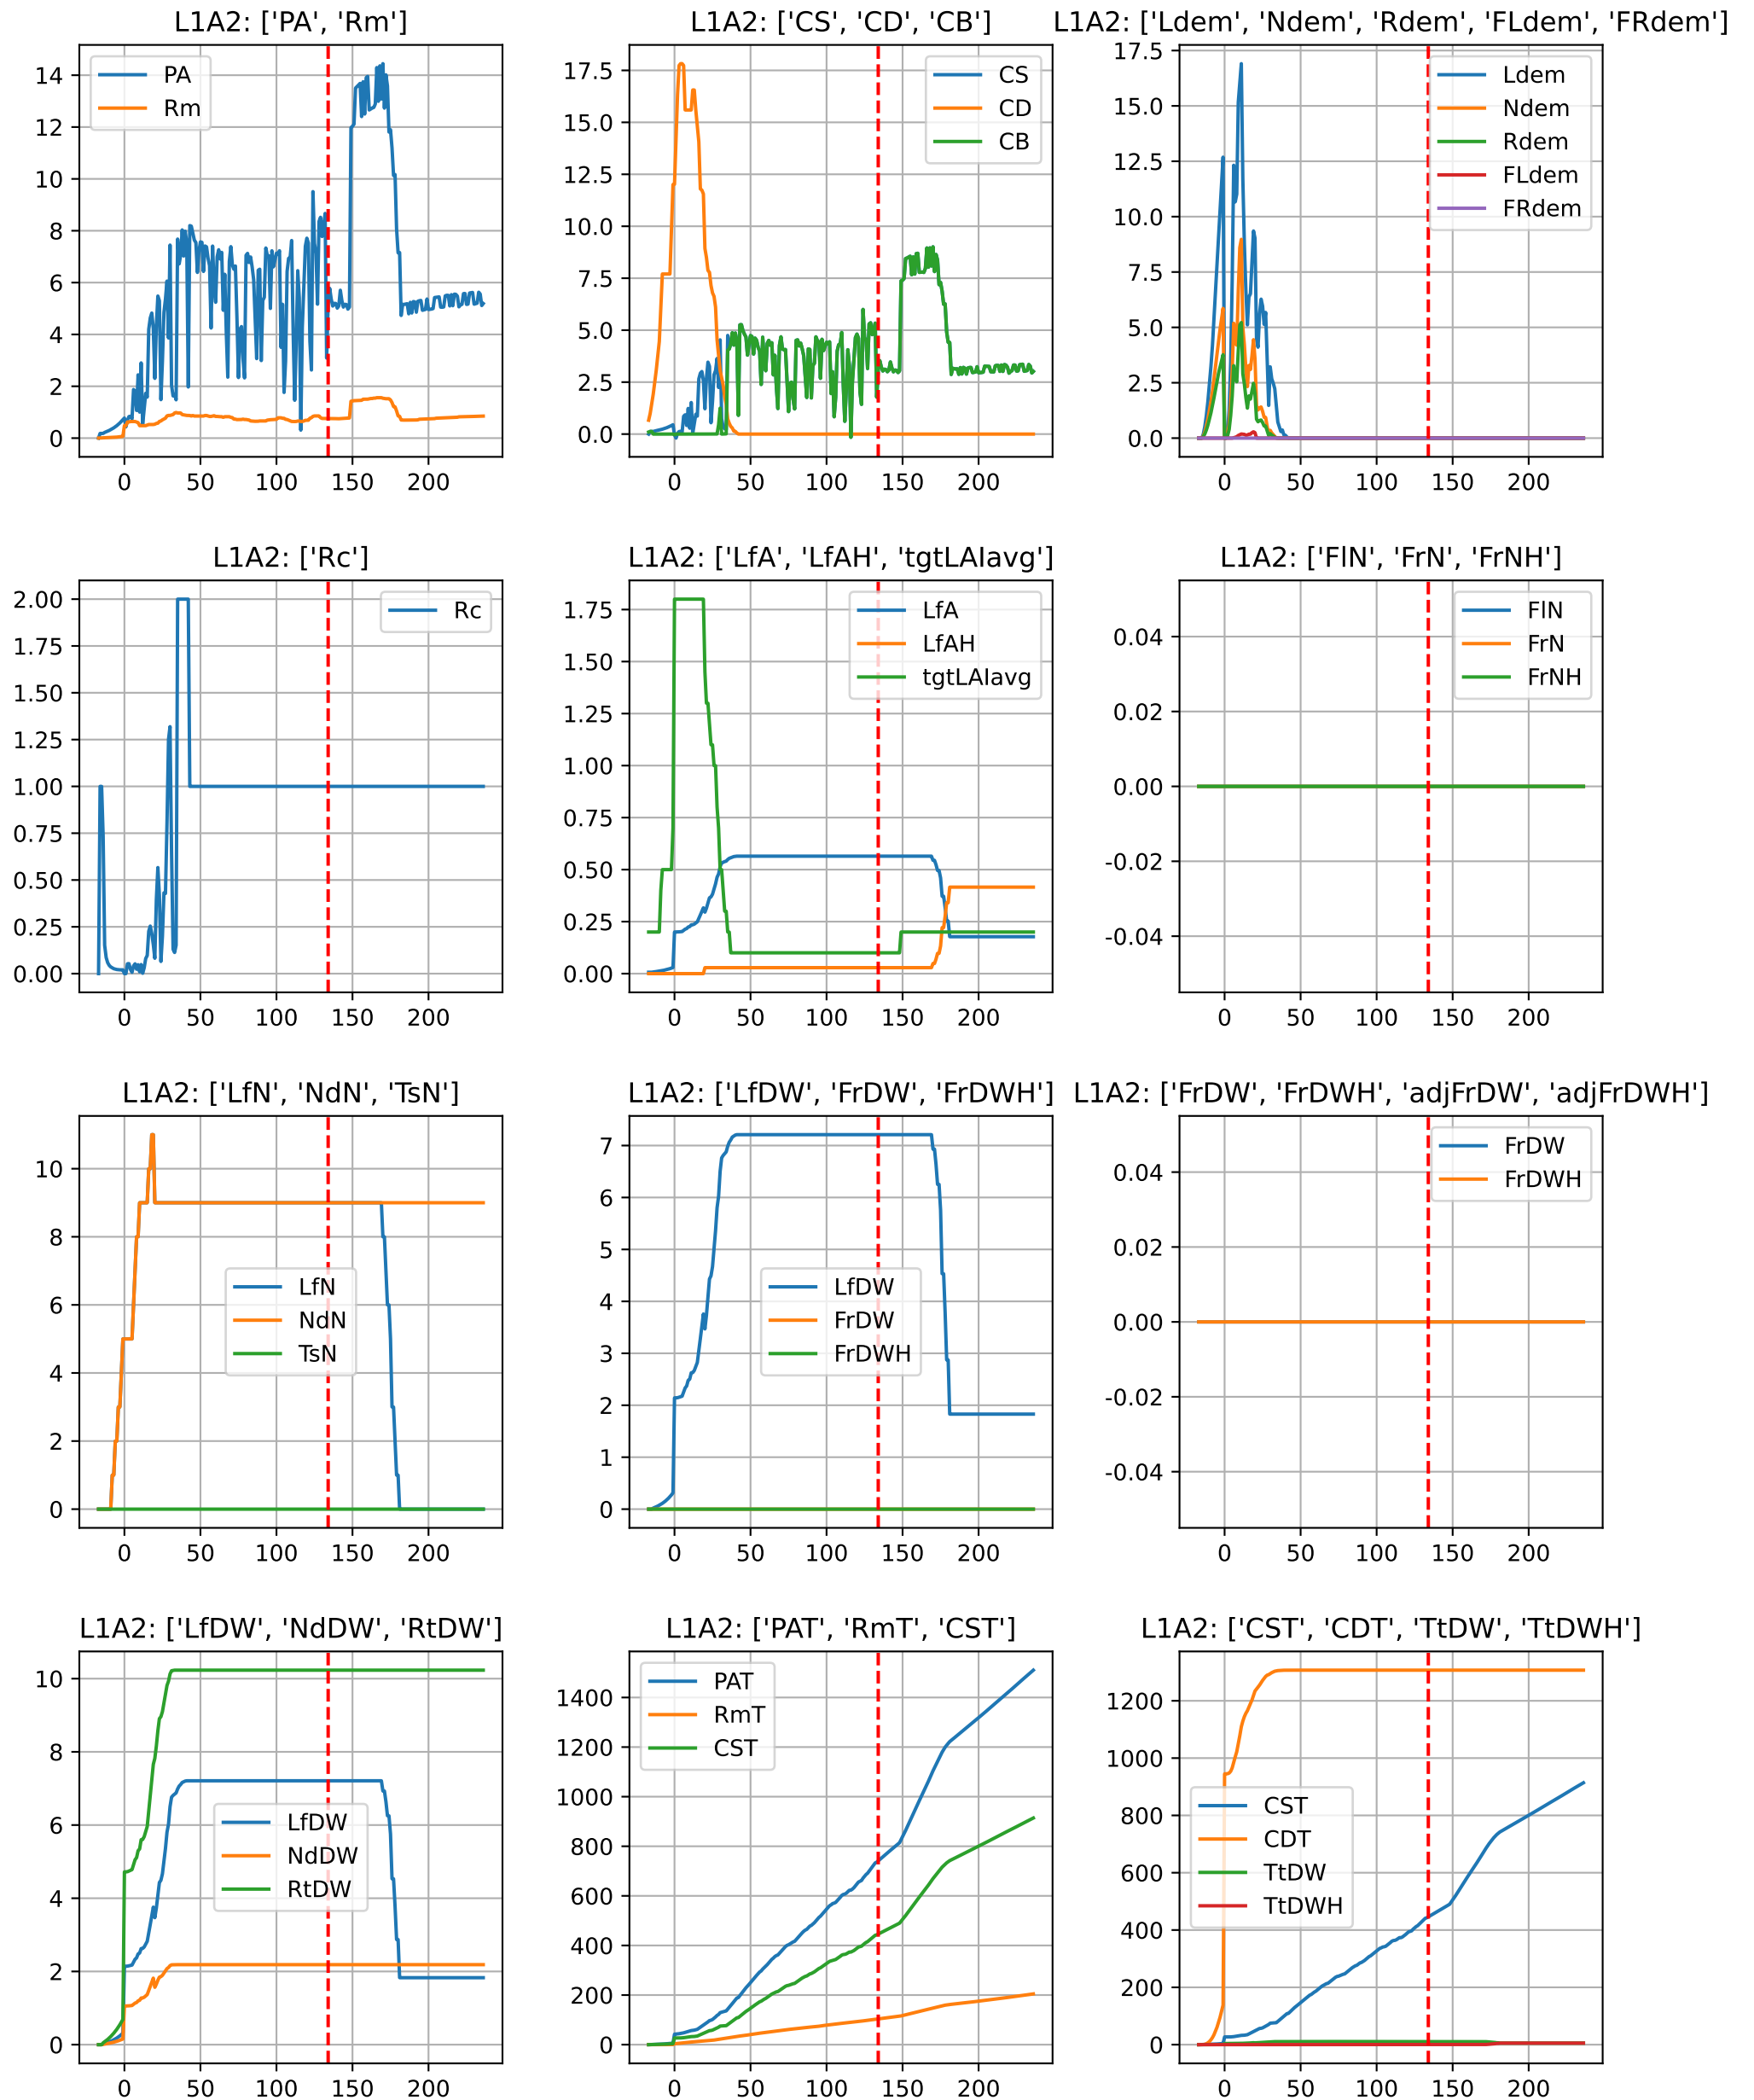 L1A2: ['PA', 'Rm']
14
12
10
8
6
4
2
0
PA
Rm
0 50 100 150 200
L1A2: ['CS', 'CD', 'CB']
17.5
15.0
12.5
10.0
7.5
5.0
2.5
0.0
CS
CD
CB
0 50 100 150 200
L1A2: ['Ldem', 'Ndem', 'Rdem', 'FLdem', 'FRdem']
17.5
15.0
12.5
10.0
7.5
5.0
2.5
0.0
Ldem
Ndem
Rdem
FLdem
FRdem
0 50 100 150 200
L1A2: ['Rc']
2.00
1.75
1.50
1.25
1.00
0.75
0.50
0.25
0.00
Rc
0 50 100 150 200
L1A2: ['LfA', 'LfAH', 'tgtLAIavg']
1.75
1.50
1.25
1.00
0.75
0.50
0.25
0.00
LfA
LfAH
tgtLAIavg
0 50 100 150 200
L1A2: ['FlN', 'FrN', 'FrNH']
0.04
0.02
0.00
-0.02
-0.04
FlN
FrN
FrNH
0 50 100 150 200
L1A2: ['LfN', 'NdN', 'TsN']
10
8
6
4
2
0
LfN
NdN
TsN
0 50 100 150 200
L1A2: ['LfDW', 'FrDW', 'FrDWH']
7
6
5
4
3
2
1
0
LfDW
FrDW
FrDWH
0 50 100 150 200
L1A2: ['FrDW', 'FrDWH', 'adjFrDW', 'adjFrDWH']
0.04
0.02
0.00
-0.02
-0.04
FrDW
FrDWH
0 50 100 150 200
L1A2: ['LfDW', 'NdDW', 'RtDW']
10
8
6
4
2
0
LfDW
NdDW
RtDW
0 50 100 150 200
L1A2: ['PAT', 'RmT', 'CST']
1400
1200
1000
800
600
400
200
0
PAT
RmT
CST
0 50 100 150 200
L1A2: ['CST', 'CDT', 'TtDW', 'TtDWH']
1200
1000
800
600
400
200
0
CST
CDT
TtDW
TtDWH
0 50 100 150 200